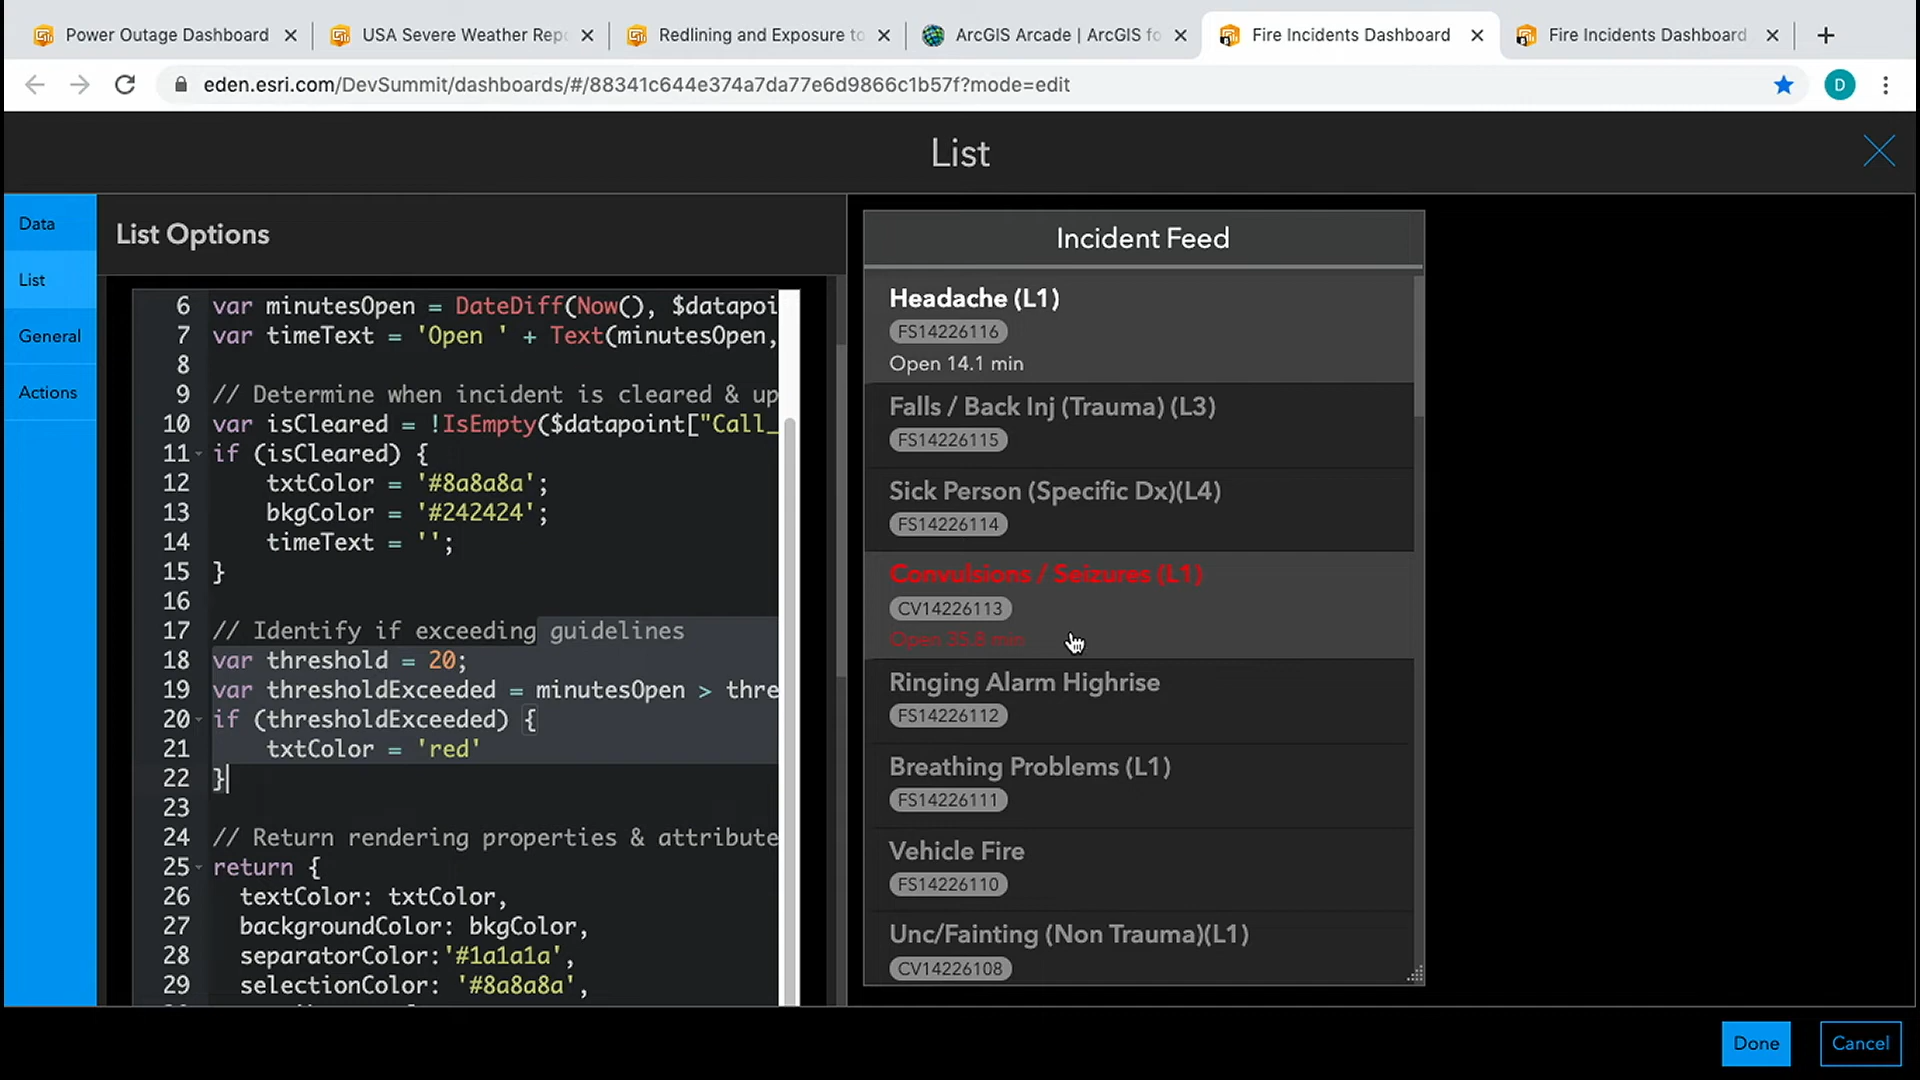 Power Outage Dashboard
USA Severe Weather Rep
Redlining and Exposure to
ArcGIS Arcade | ArcGIS fo
Fire Incidents Dashboard
Fire Incidents Dashboard
eden.esri.com/DevSummit/dashboards/#/88341c644e374a7da77e6d9866c1b57f?mode=edit
D
List
Data
List
General
Actions
List Options
6 var minutesOpen = DateDiff(Now(), $datapoi
7 var timeText = 'Open ' + Text(minutesOpen,
8
9 // Determine when incident is cleared & up
10 var isCleared = !IsEmpty($datapoint["Call_
11 if (isCleared) {
12 txtColor = '#8a8a8a';
13 bkgColor = '#242424';
14 timeText = '';
15 }
16
17 // Identify if exceeding guidelines
18 var threshold = 20;
19 var thresholdExceeded = minutesOpen > thre
20 if (thresholdExceeded) {
21 txtColor = 'red'
22 }
23
24 // Return rendering properties & attribute
25 return {
26 textColor: txtColor,
27 backgroundColor: bkgColor,
28 separatorColor:'#1a1a1a',
29 selectionColor: '#8a8a8a',
Incident Feed
Headache (L1)
FS14226116
Open 14.1 min
Falls / Back Inj (Trauma) (L3)
FS14226115
Sick Person (Specific Dx)(L4)
FS14226114
Convulsions / Seizures (L1)
CV14226113
Open 35.8 min
Ringing Alarm Highrise
FS14226112
Breathing Problems (L1)
FS14226111
Vehicle Fire
FS14226110
Unc/Fainting (Non Trauma)(L1)
CV14226108
Done
Cancel